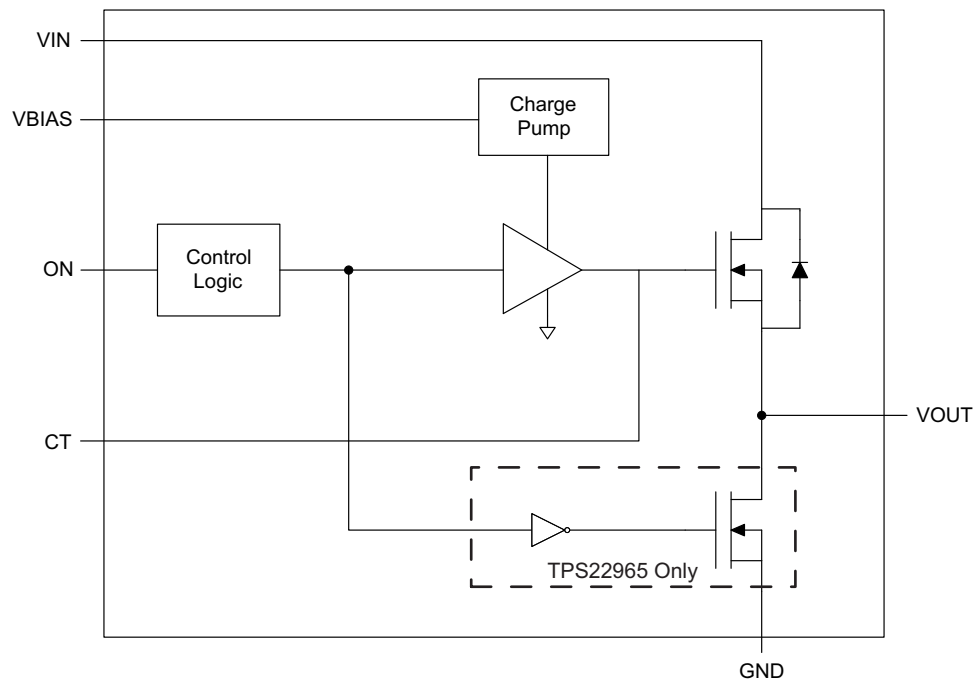 VIN
VBIAS
Charge
Pump
ON
Control
Logic
VOUT
CT
TPS22965 Only
GND